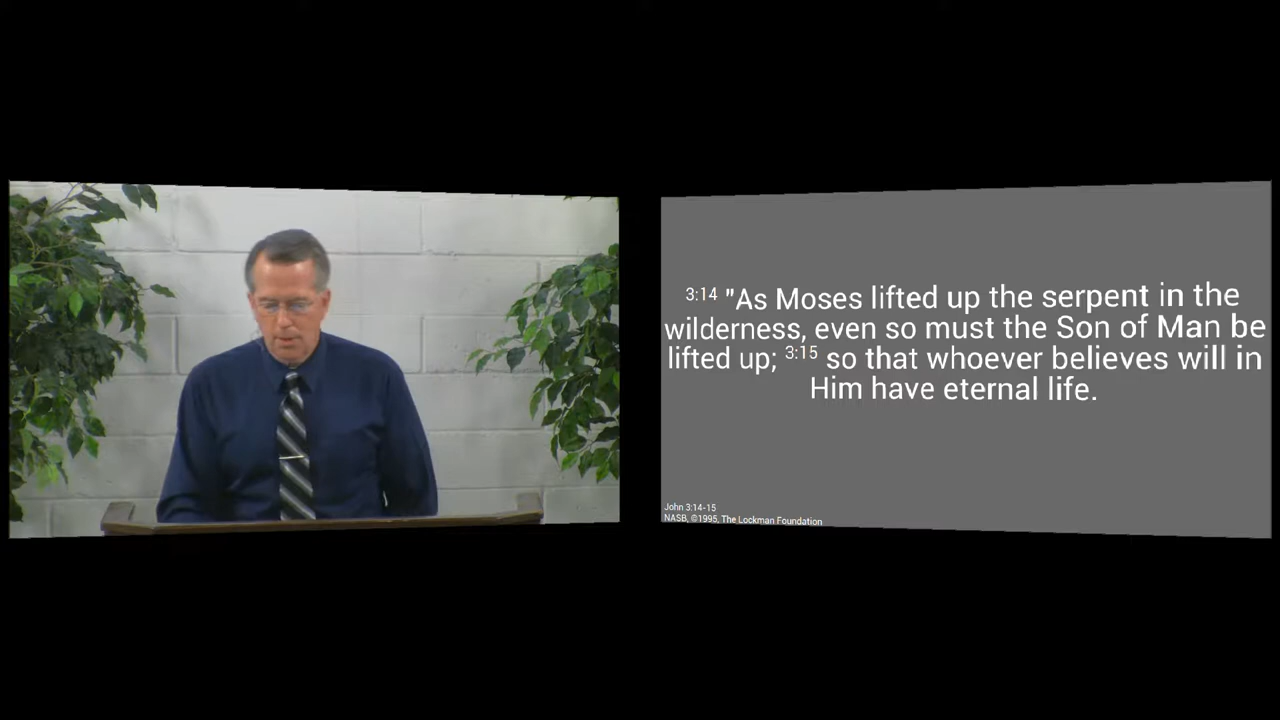 3:14 "As Moses lifted up the serpent in the
wilderness, even so must the Son of Man be
lifted up; 3:15 so that whoever believes will in
Him have eternal life.
John 3:14-15
NASB, ©1995, The Lockman Foundation